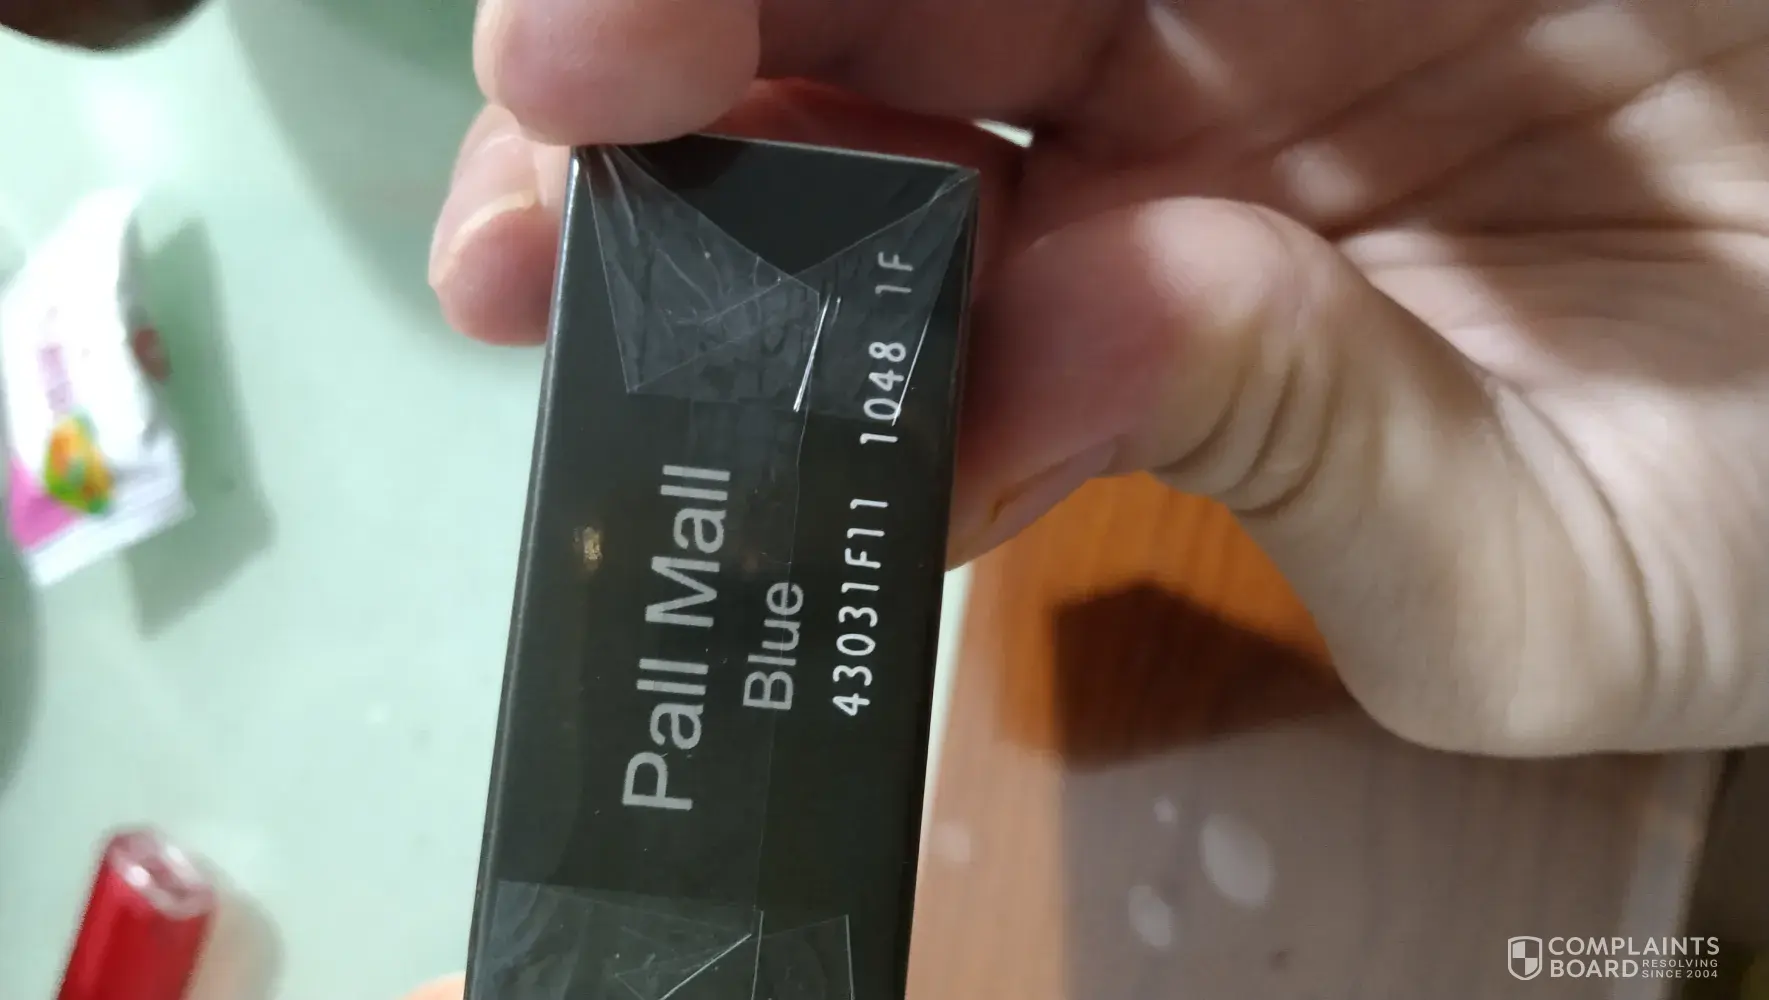 Pall Mall
Blue
43031F11 1048 1F
COMPLAINTS
BOARD RESOLVING
SINCE 2004